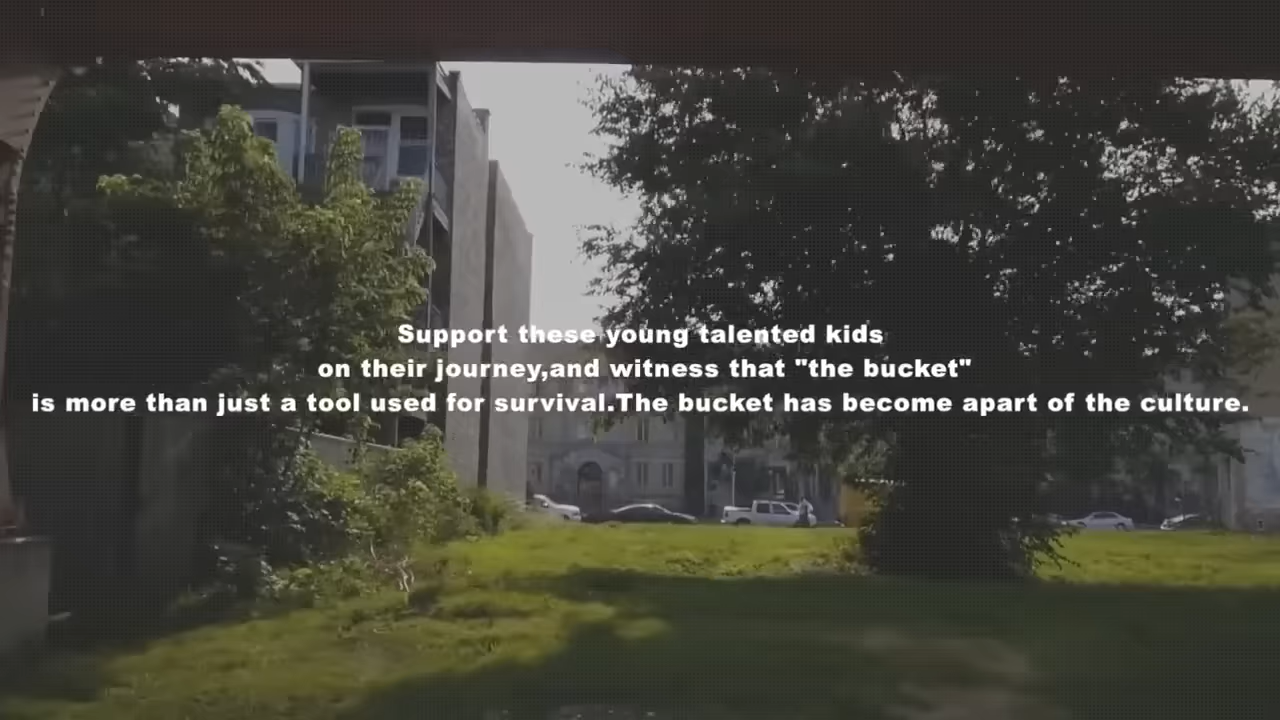 Support these young talented kids
on their journey,and witness that "the bucket"
is more than just a tool used for survival.The bucket has become apart of the culture.